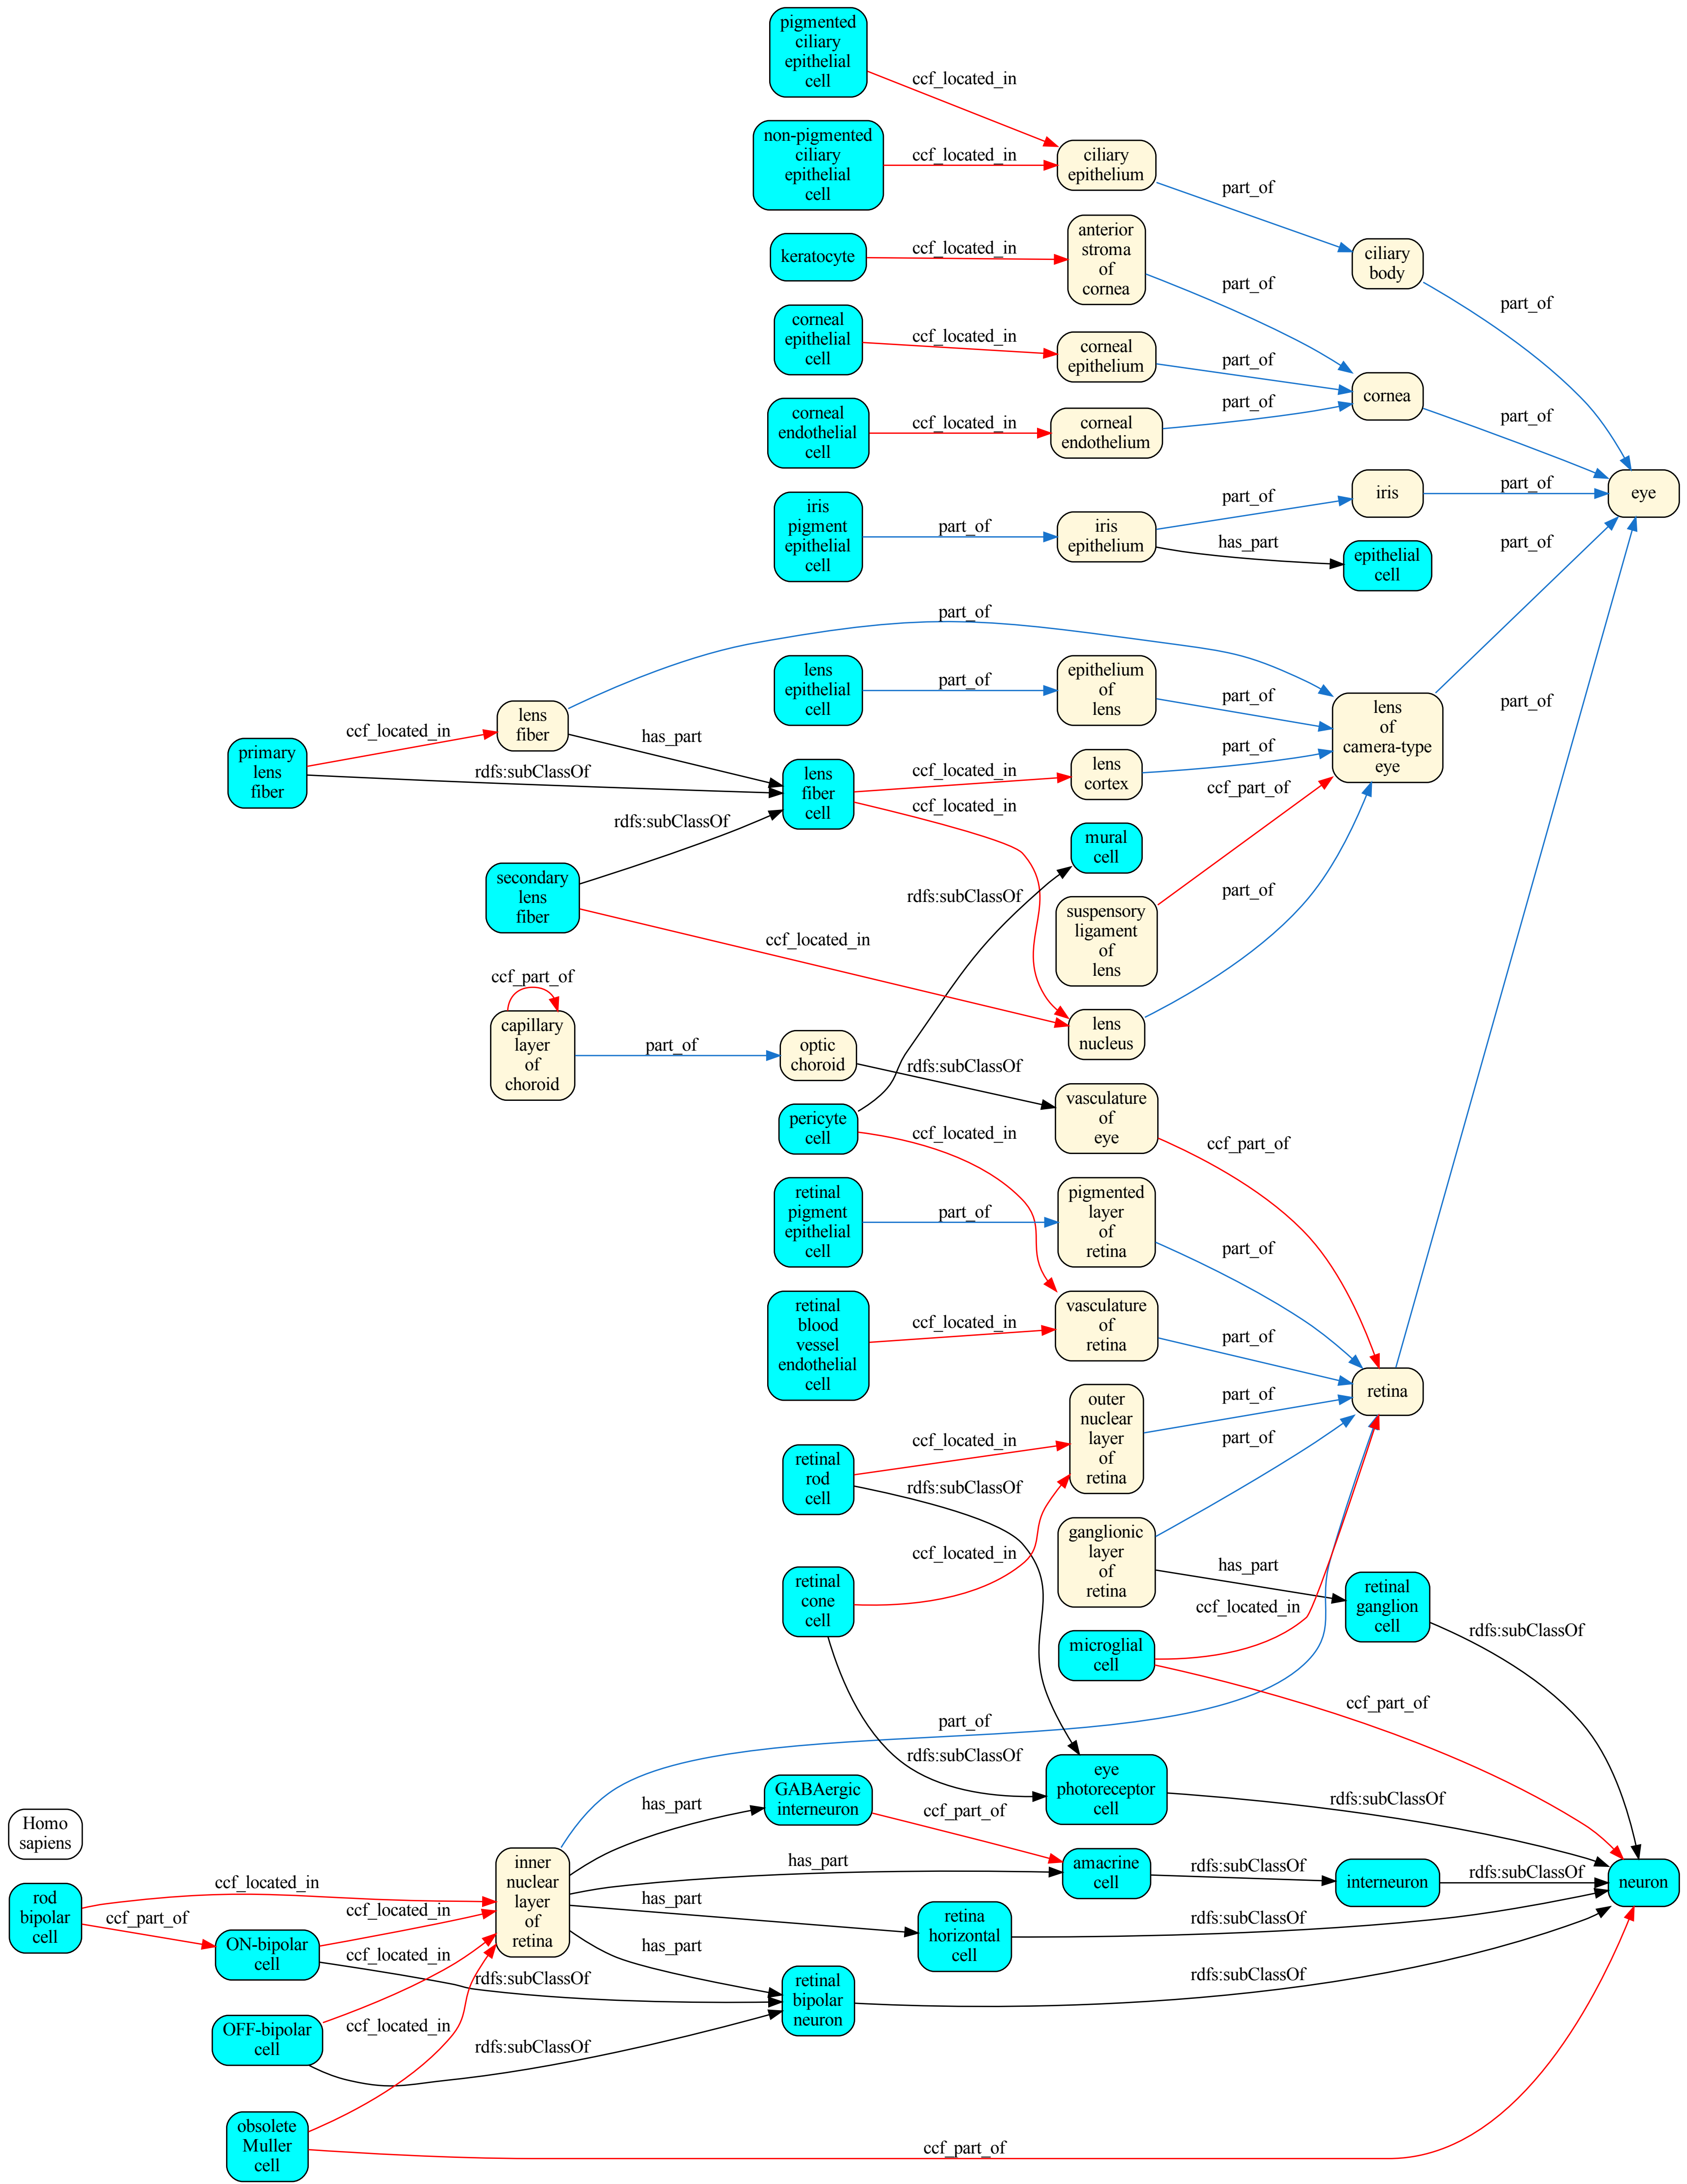 pigmented
ciliary
epithelial
cell
ccf_located_in
non-pigmented
ciliary
epithelial
cell
ccf_located_in
ciliary
epithelium
part_of
keratocyte
ccf_located_in
anterior
stroma
of
cornea
part_of
ciliary
body
part_of
corneal
epithelial
cell
ccf_located_in
corneal
epithelium
part_of
cornea
part_of
corneal
endothelial
cell
ccf_located_in
corneal
endothelium
part_of
iris
pigment
epithelial
cell
part_of
iris
epithelium
part_of
iris
part_of
eye
has_part
epithelial
cell
part_of
part_of
lens
epithelial
cell
part_of
epithelium
of
lens
part_of
lens
of
camera-type
eye
part_of
primary
lens
fiber
ccf_located_in
lens
fiber
has_part
rdfs:subClassOf
lens
fiber
cell
ccf_located_in
lens
cortex
part_of
ccf_part_of
ccf_located_in
rdfs:subClassOf
mural
cell
secondary
lens
fiber
rdfs:subClassOf
suspensory
ligament
of
lens
part_of
ccf_located_in
ccf_part_of
capillary
layer
of
choroid
part_of
optic
choroid
lens
nucleus
rdfs:subClassOf
vasculature
of
eye
ccf_part_of
pericyte
cell
ccf_located_in
retinal
pigment
epithelial
cell
part_of
pigmented
layer
of
retina
part_of
retinal
blood
vessel
endothelial
cell
ccf_located_in
vasculature
of
retina
part_of
retina
retinal
rod
cell
ccf_located_in
rdfs:subClassOf
outer
nuclear
layer
of
retina
part_of
part_of
retinal
cone
cell
ccf_located_in
ganglionic
layer
of
retina
has_part
retinal
ganglion
cell
rdfs:subClassOf
ccf_located_in
microglial
cell
ccf_part_of
part_of
rdfs:subClassOf
eye
photoreceptor
cell
rdfs:subClassOf
Homo
sapiens
has_part
GABAergic
interneuron
ccf_part_of
rod
bipolar
cell
ccf_located_in
ccf_part_of
inner
nuclear
layer
of
retina
has_part
amacrine
cell
rdfs:subClassOf
interneuron
rdfs:subClassOf
neuron
ON-bipolar
cell
ccf_located_in
has_part
retina
horizontal
cell
rdfs:subClassOf
ccf_located_in
rdfs:subClassOf
has_part
retinal
bipolar
neuron
rdfs:subClassOf
OFF-bipolar
cell
ccf_located_in
rdfs:subClassOf
obsolete
Muller
cell
ccf_part_of